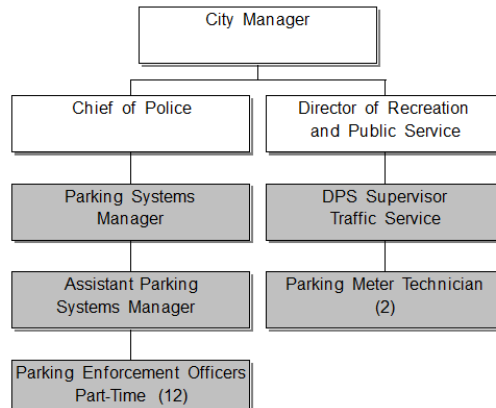 City Manager
Chief of Police
Director of Recreation
and Public Service
Parking Systems
Manager
DPS Supervisor
Traffic Service
Assistant Parking
Systems Manager
Parking Meter Technician
(2)
Parking Enforcement Officers
Part-Time (12)